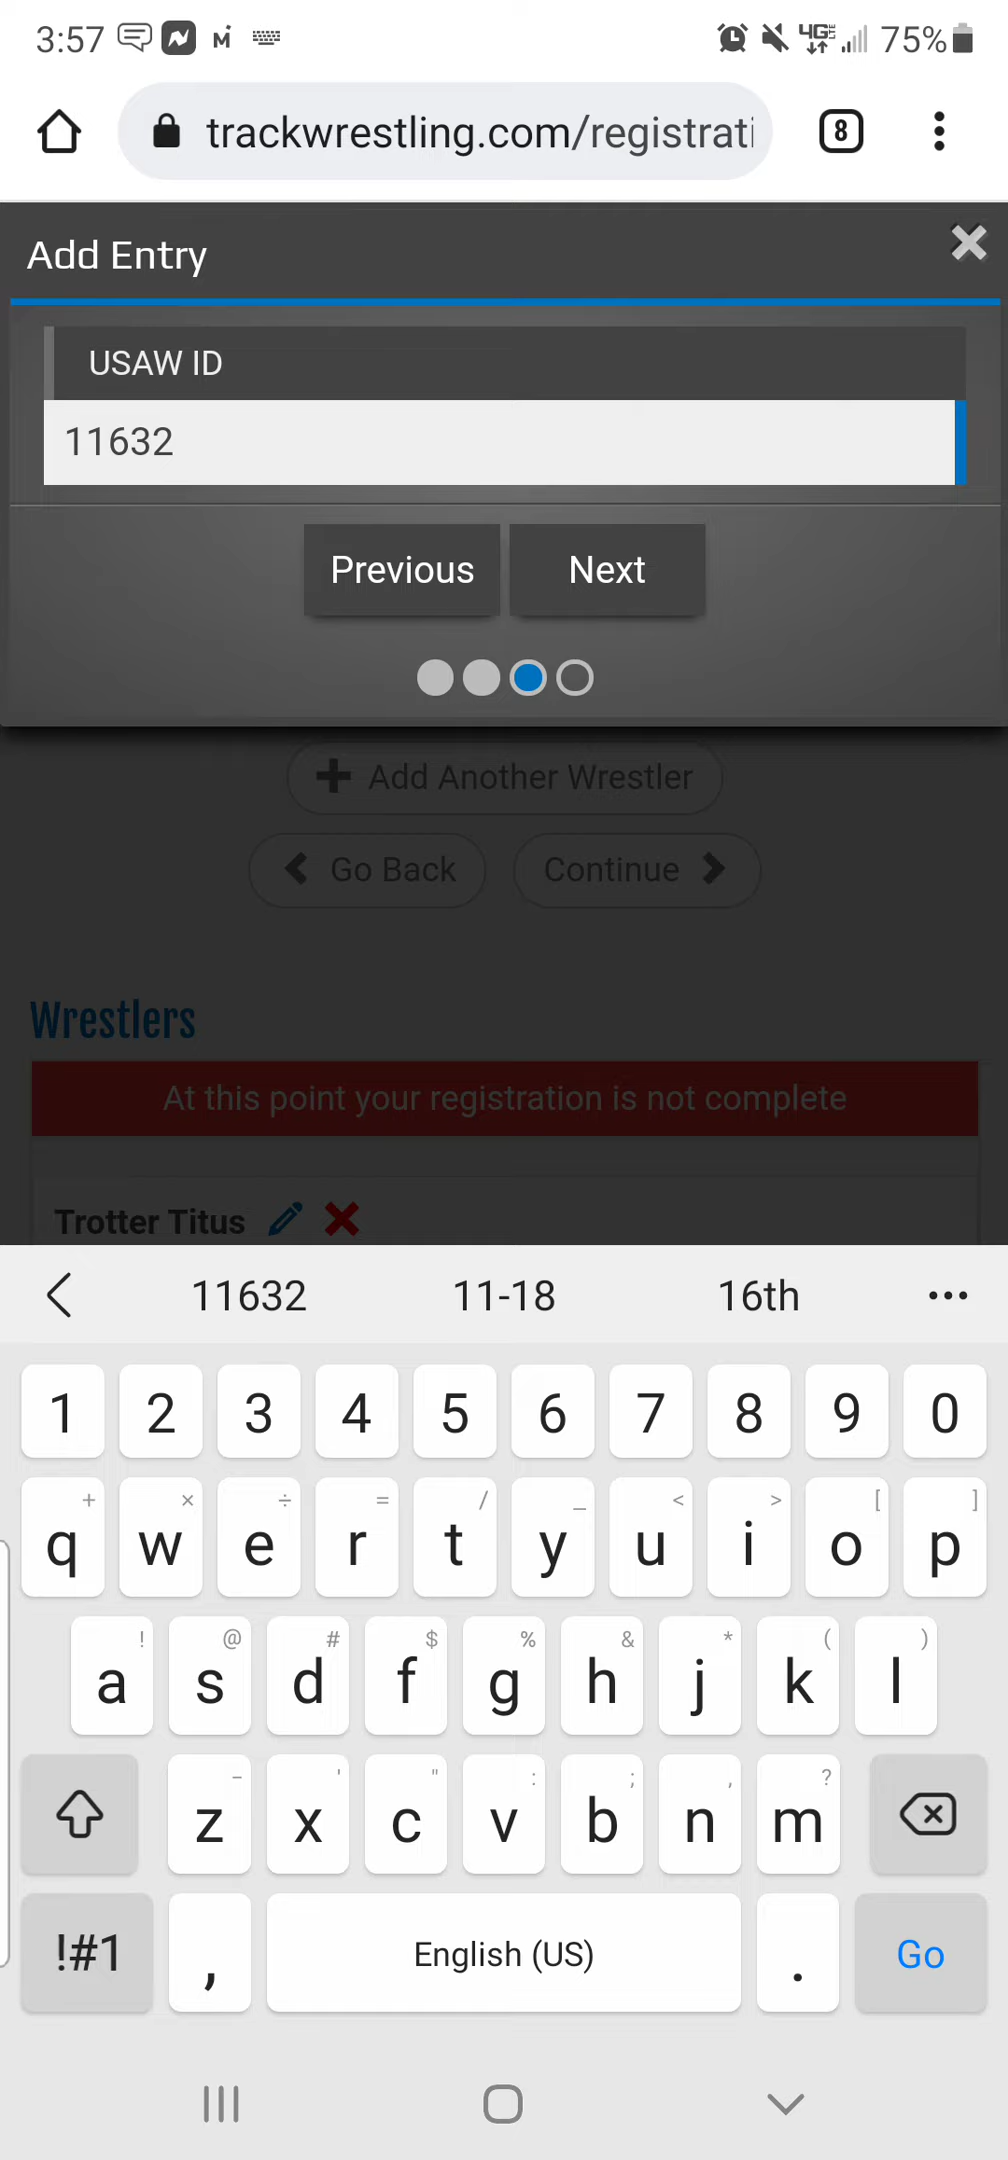 3:57 75%
trackwrestling.com/registrati 8
Add Entry
USAW ID
11632
Previous Next
Add Another Wrestler
Go Back Continue
Wrestlers
At this point your registration is not complete
Trotter Titus
11632 11-18 16th ...
1 2 3 4 5 6 7 8 9 0
+ × ÷ = / _ < > [ ]
q w e r t y u i o p
! @ # $ % & * ( )
a s d f g h j k l
- ' " : ; , ?
z x c v b n m
!#1 , English (US) . Go